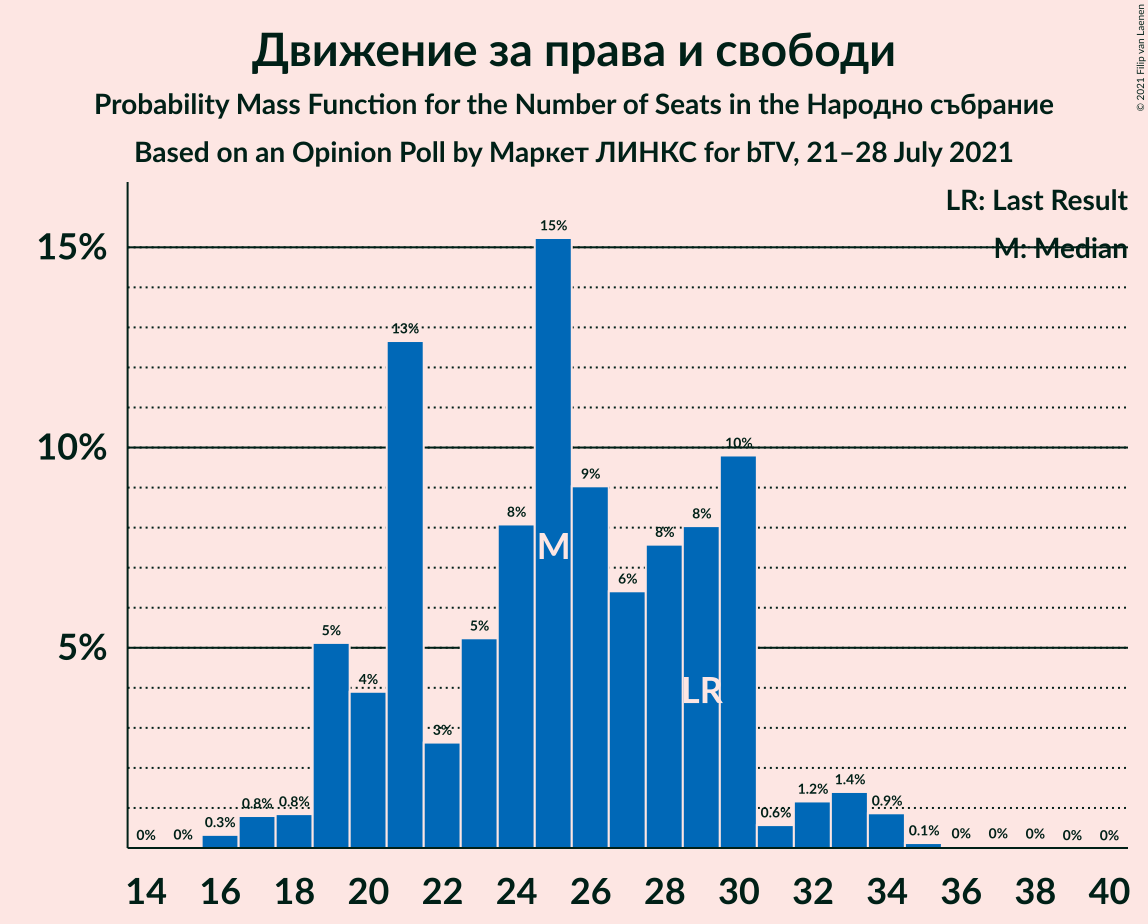 Движение за права и свободи
Probability Mass Function for the Number of Seats in the Народно събрание
Based on an Opinion Poll by Маркет ЛИНКС for bTV, 21–28 July 2021
© 2021 Filip van Laenen
LR: Last Result
M: Median
15%
10%
5%
0% 0% 0.3% 0.8% 0.8% 5% 4% 13% 3% 5% 8% 15% 9% 6% 8% 8% 10% 0.6% 1.2% 1.4% 0.9% 0.1% 0% 0% 0% 0% 0%
M
LR
14 16 18 20 22 24 26 28 30 32 34 36 38 40